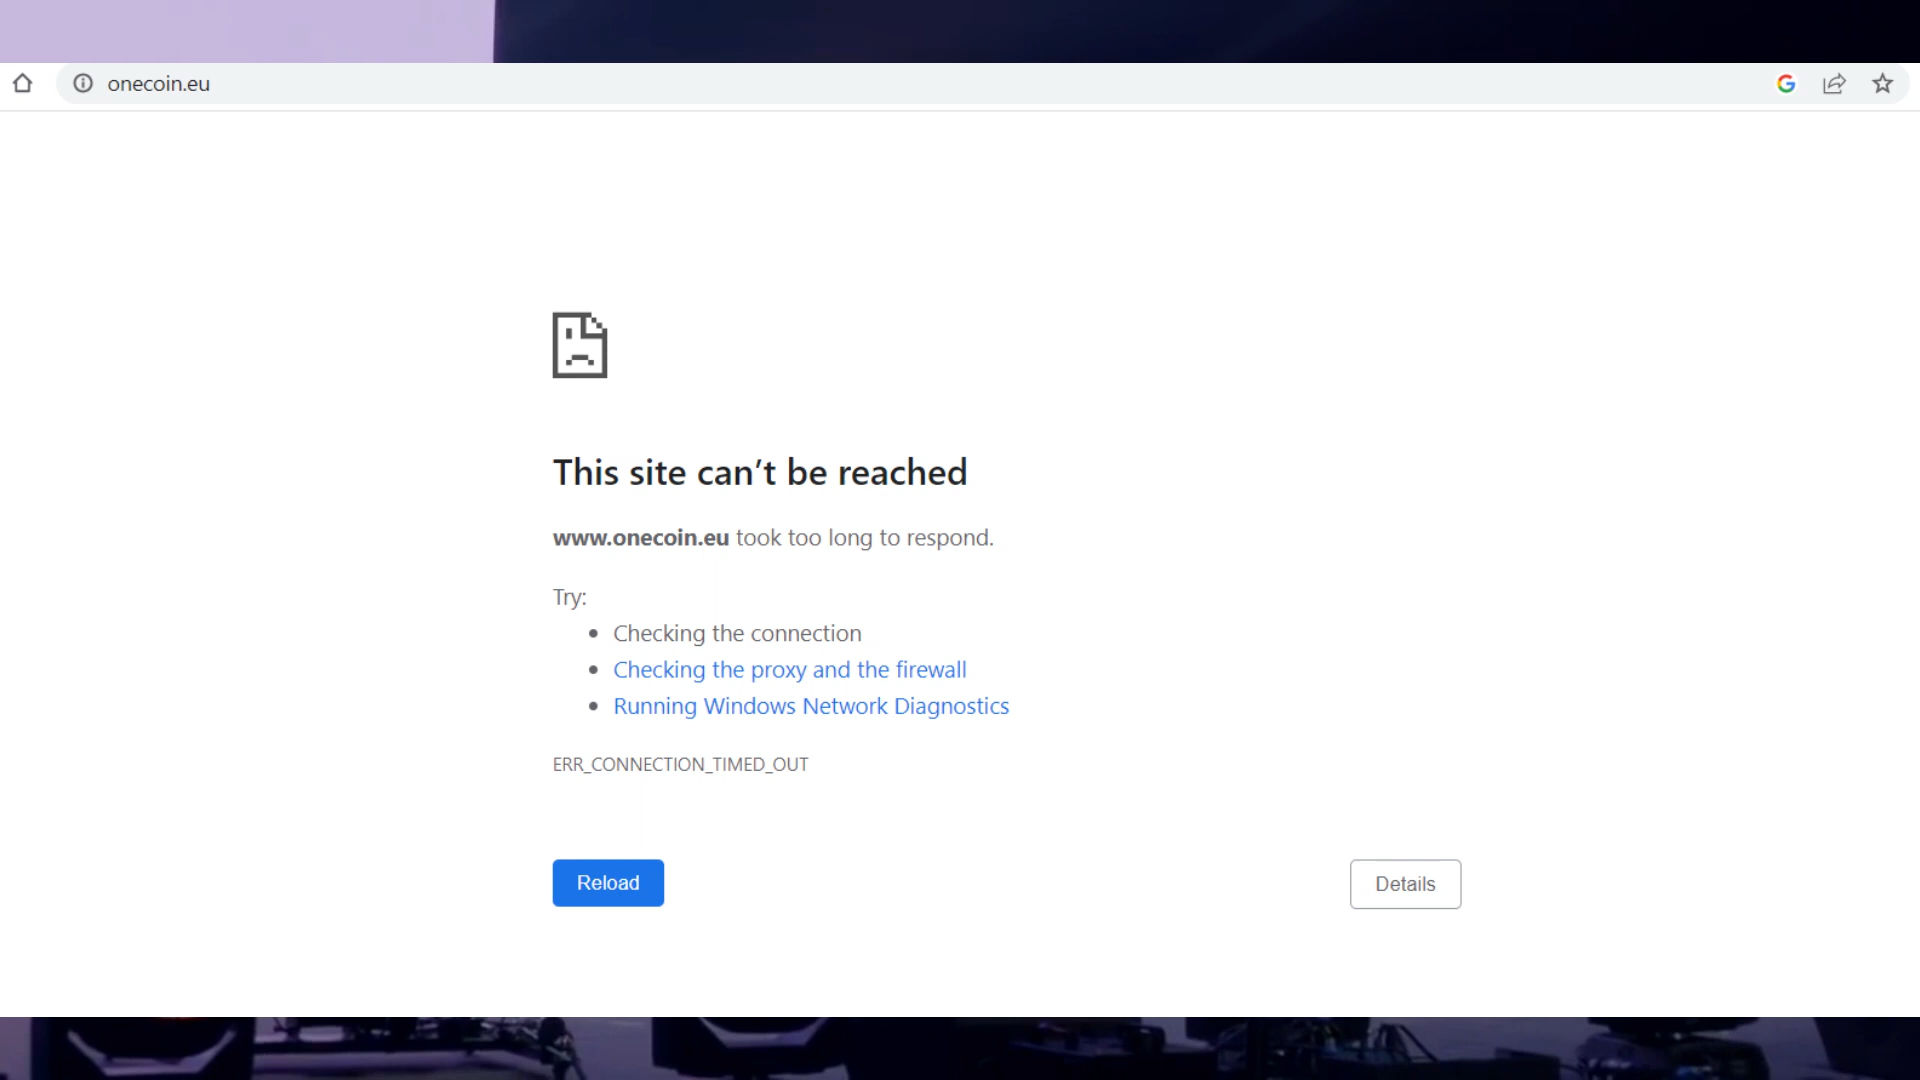 onecoin.eu
This site can’t be reached
www.onecoin.eu took too long to respond.
Try:
• Checking the connection
• Checking the proxy and the firewall
• Running Windows Network Diagnostics
ERR_CONNECTION_TIMED_OUT
Reload
Details